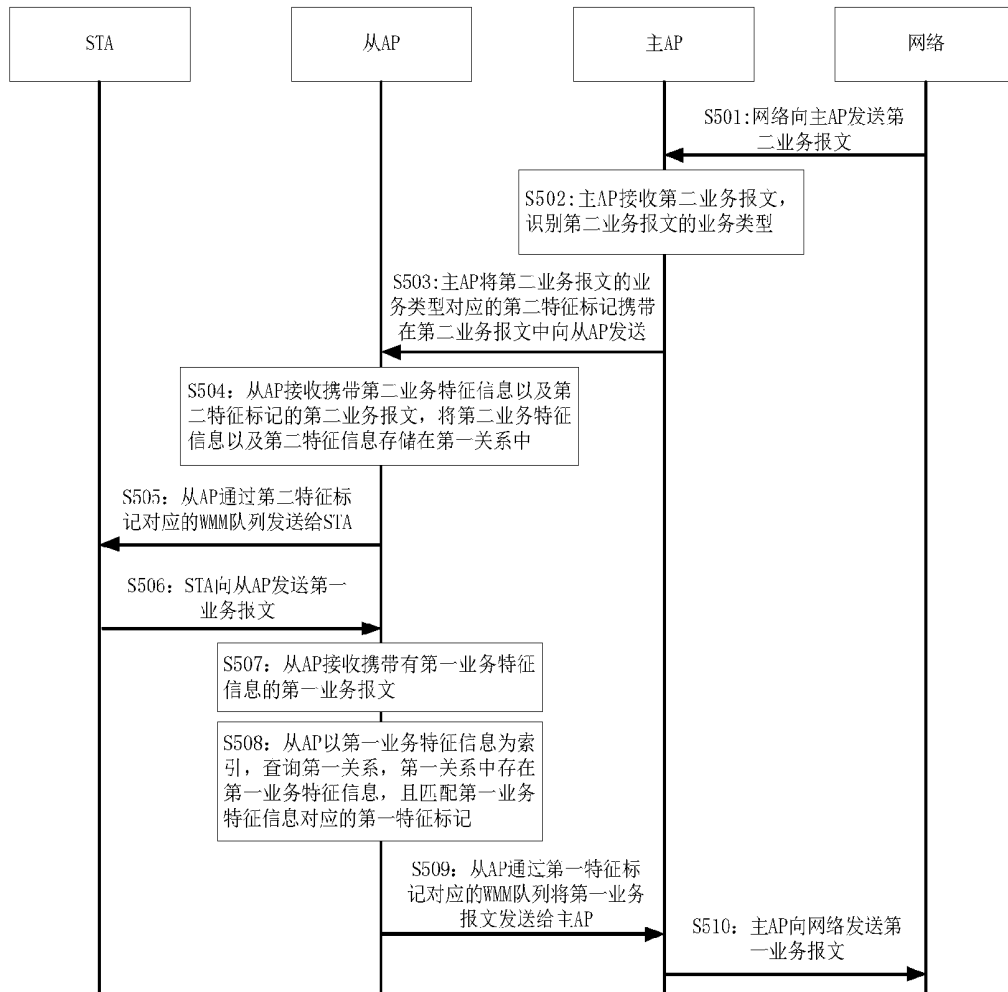 STA
从AP
主AP
网络
S501:网络向主AP发送第
二业务报文
S502:主AP接收第二业务报文,
识别第二业务报文的业务类型
S503:主AP将第二业务报文的业
务类型对应的第二特征标记携带
在第二业务报文中向从AP发送
S504：从AP接收携带第二业务特征信息以及第
二特征标记的第二业务报文，将第二业务特征
信息以及第二特征信息存储在第一关系中
S505：从AP通过第二特征标
记对应的WMM队列发送给STA
S506：STA向从AP发送第一
业务报文
S507：从AP接收携带有第一业务特征
信息的第一业务报文
S508：从AP以第一业务特征信息为索
引，查询第一关系，第一关系中存在
第一业务特征信息，且匹配第一业务
特征信息对应的第一特征标记
S509：从AP通过第一特征标
记对应的WMM队列将第一业务
报文发送给主AP
S510：主AP向网络发送第
一业务报文